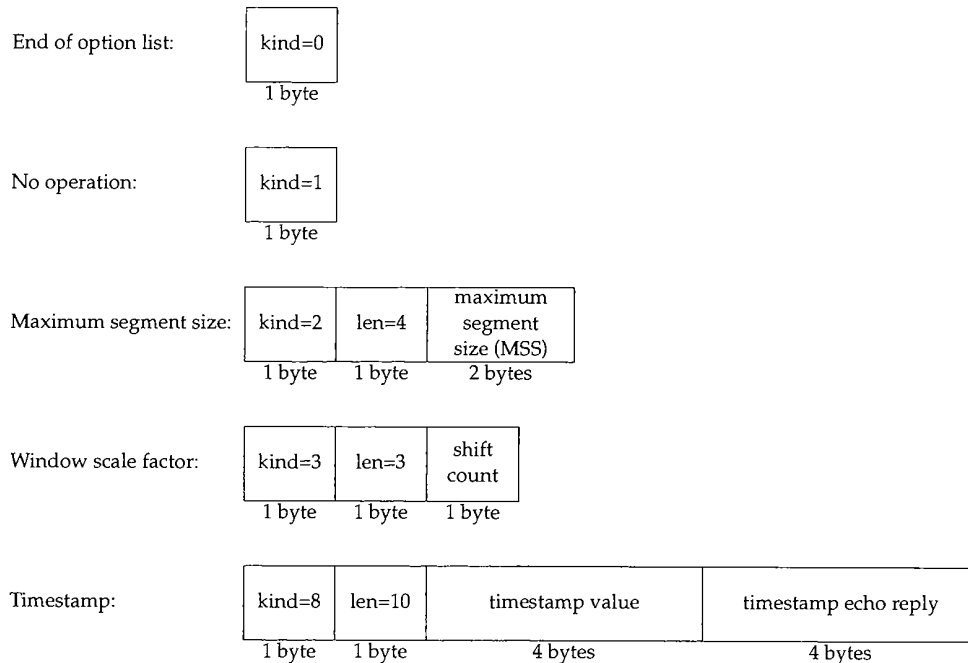 End of option list:
kind=0
1 byte
No operation:
kind=1
1 byte
Maximum segment size:
kind=2
len=4
maximum
segment
size (MSS)
1 byte
1 byte
2 bytes
Window scale factor:
kind=3
len=3
shift
count
1 byte
1 byte
1 byte
Timestamp:
kind=8
len=10
timestamp value
timestamp echo reply
1 byte
1 byte
4 bytes
4 bytes